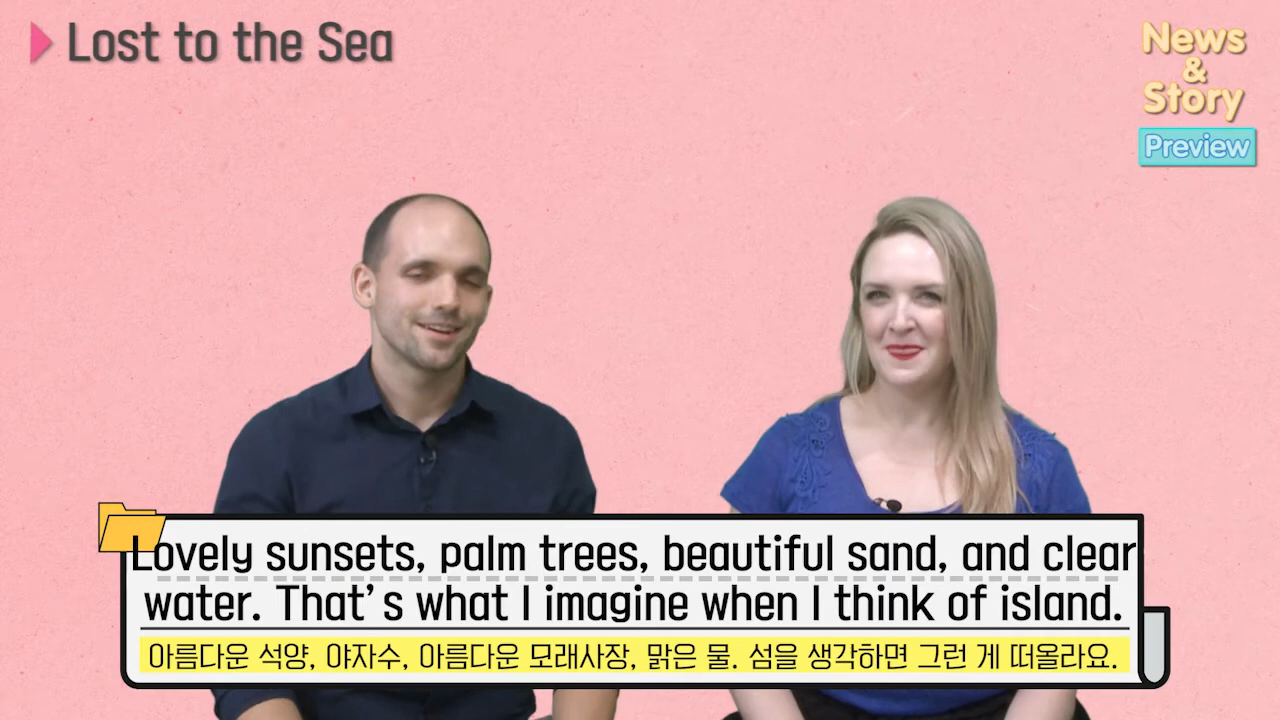 Lost to the Sea
News
&
Story
Preview
Lovely sunsets, palm trees, beautiful sand, and clear
water. That's what I imagine when I think of island.
아름다운 석양, 야자수, 아름다운 모래사장, 맑은 물. 섬을 생각하면 그런 게 떠올라요.